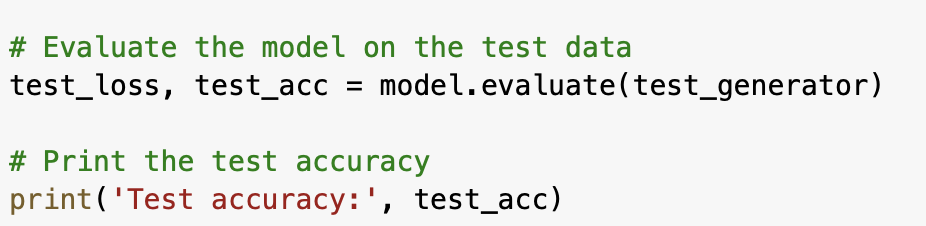 # Evaluate the model on the test data
test_loss, test_acc = model.evaluate(test_generator)
# Print the test accuracy
print('Test accuracy:', test_acc)